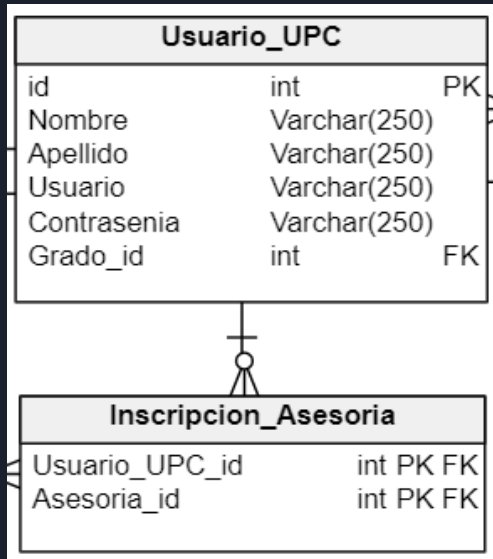 Usuario_UPC
id int PK
Nombre Varchar(250)
Apellido Varchar(250)
Usuario Varchar(250)
Contrasenia Varchar(250)
Grado_id int FK
Inscripcion_Asesoria
Usuario_UPC_id int PK FK
Asesoria_id int PK FK